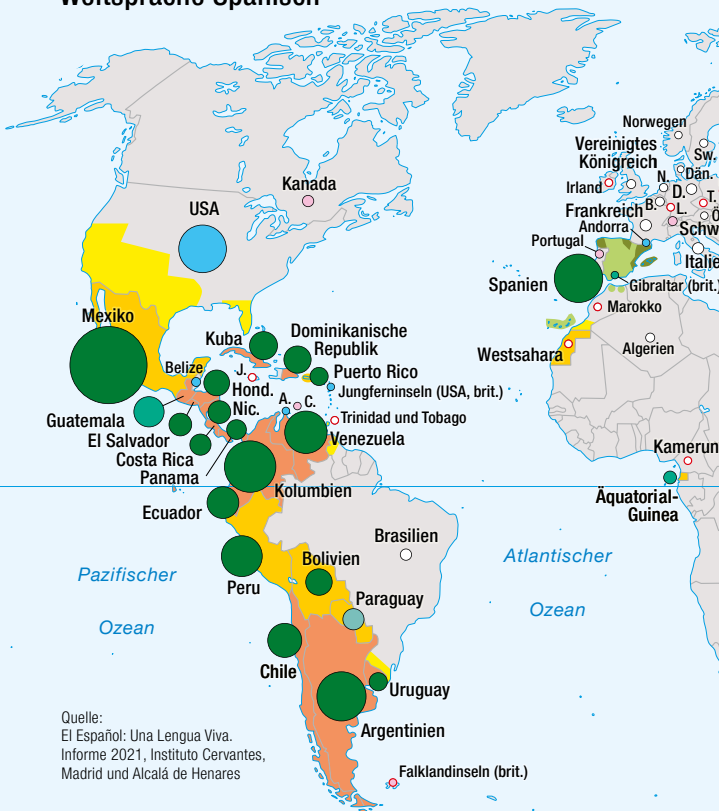 Weltsprache Spanisch
Norwegen
Vereinigtes
Königreich
Sw.
Dän.
N.
D.
T.
Irland
Kanada
B.
L.
Ö
USA
Frankreich
Schw
Andorra
Portugal
Italie
Spanien
Gibraltar (brit.)
Mexiko
Marokko
Kuba
Dominikanische
Republik
Algerien
Westsahara
Belize
J.
Puerto Rico
Hond.
Jungferninseln (USA, brit.)
A.
C.
Nic.
Guatemala
Trinidad und Tobago
El Salvador
Venezuela
Costa Rica
Kamerun
Panama
Kolumbien
Äquatorial-
Guinea
Ecuador
Brasilien
Atlantischer
Ozean
Bolivien
Pazifischer
Ozean
Peru
Paraguay
Chile
Uruguay
Argentinien
Quelle:
El Español: Una Lengua Viva.
Informe 2021, Instituto Cervantes,
Madrid und Alcalá de Henares
Falklandinseln (brit.)